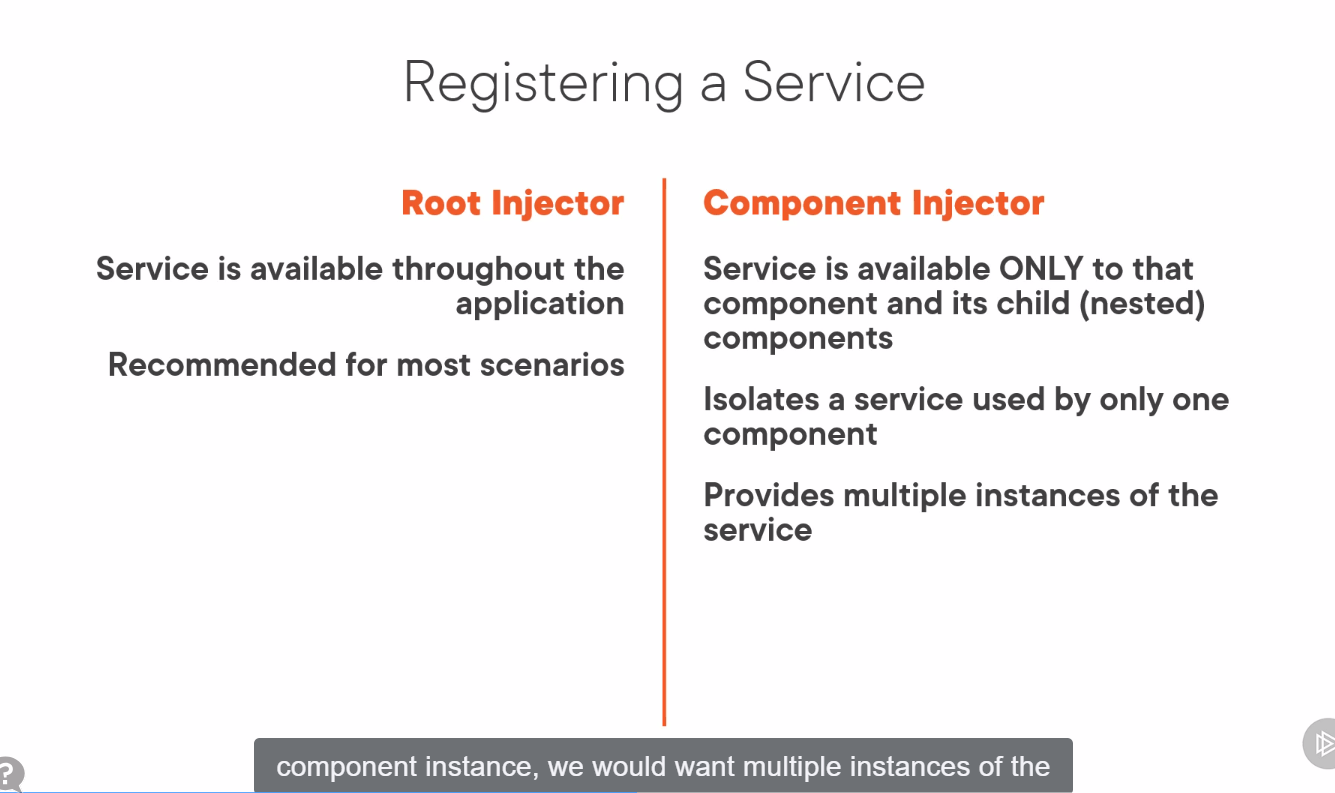 Registering a Service
Root Injector
Service is available throughout the
application
Recommended for most scenarios
Component Injector
Service is available ONLY to that
component and its child (nested)
components
Isolates a service used by only one
component
Provides multiple instances of the
service
component instance, we would want multiple instances of the
?